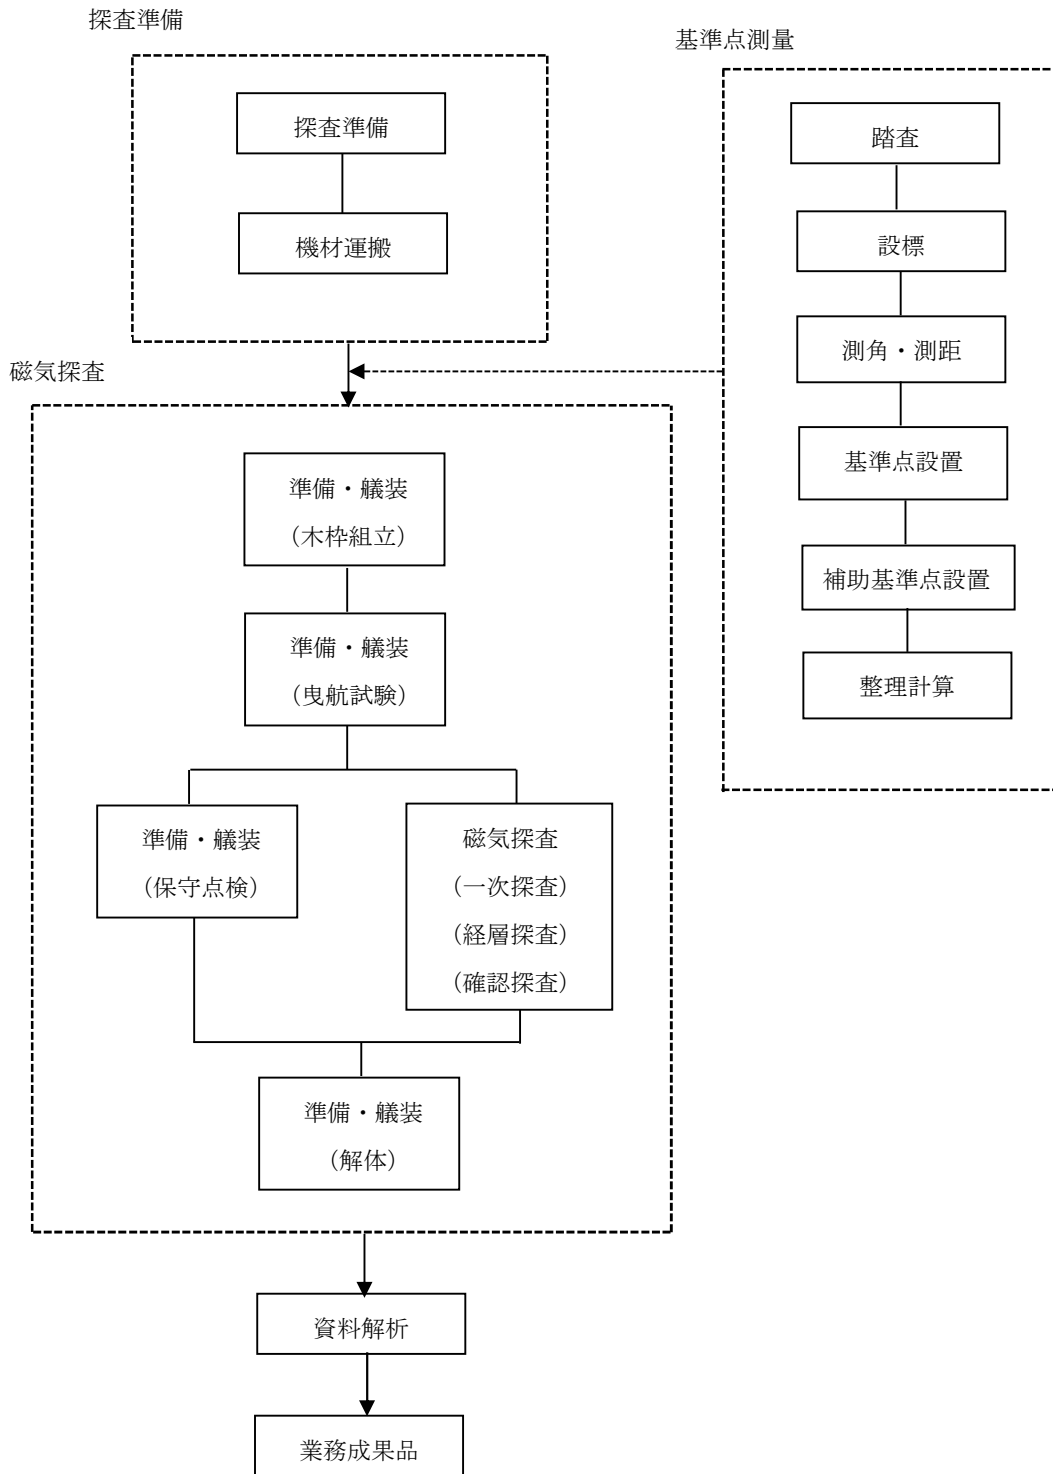 探査準備
探査準備
機材運搬
基準点測量
踏査
設標
測角・測距
基準点設置
補助基準点設置
整理計算
磁気探査
準備・艤装
（木枠組立）
準備・艤装
（曳航試験）
準備・艤装
（保守点検）
磁気探査
（一次探査）
（経層探査）
（確認探査）
準備・艤装
（解体）
資料解析
業務成果品